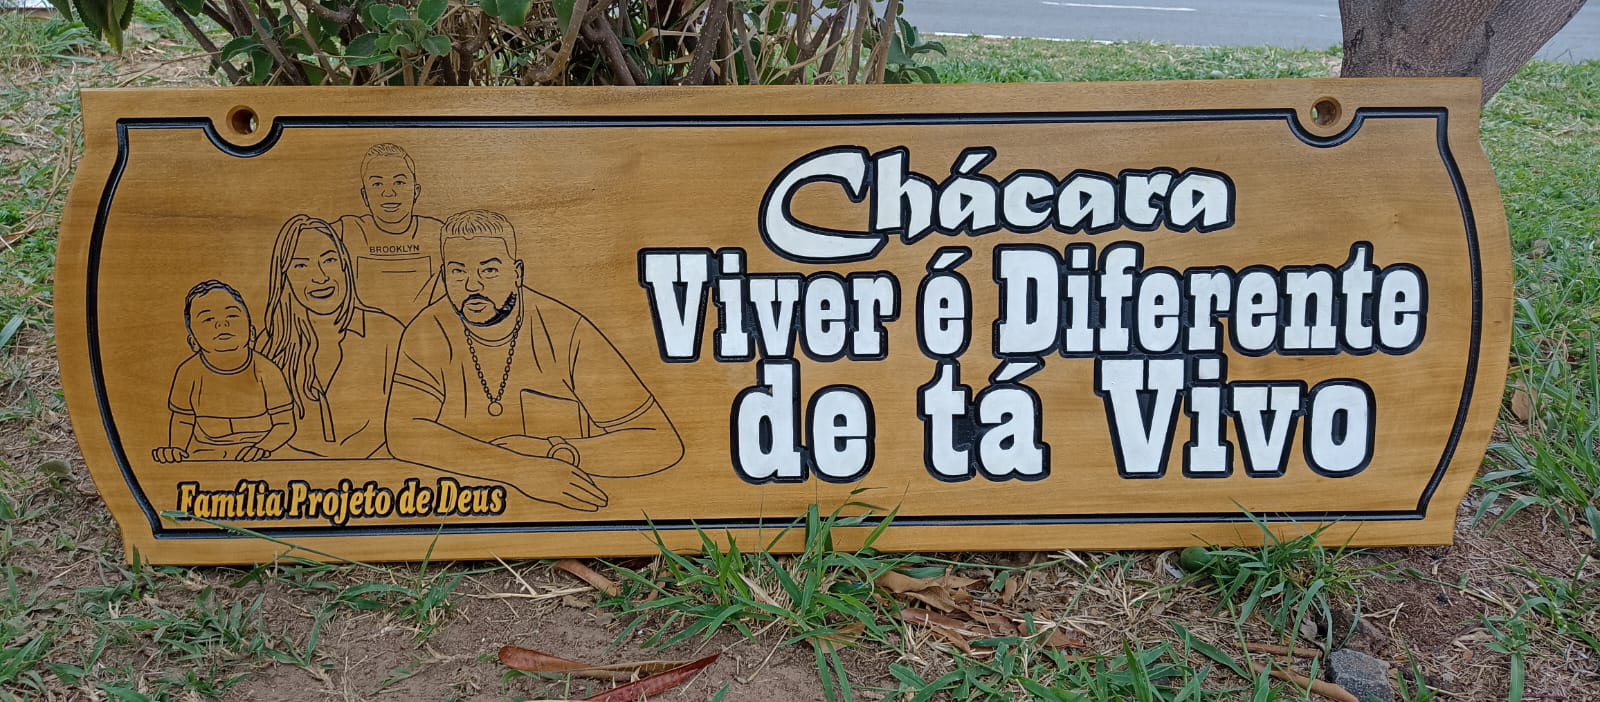 Chácara
Viver é Diferente
de tá Vivo
BROOKLYN
Família Projeto de Deus